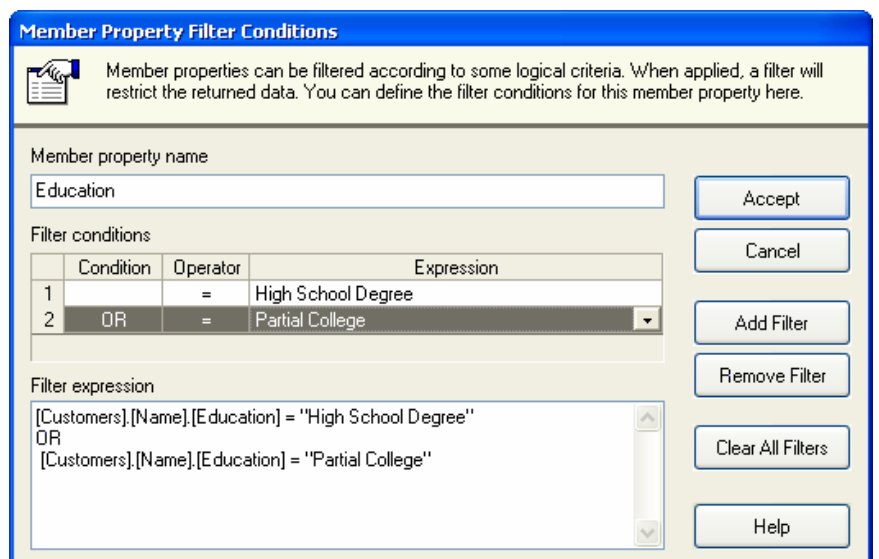 Member Property Filter Conditions
Member properties can be filtered according to some logical criteria. When applied, a filter will
restrict the returned data. You can define the filter conditions for this member property here.
Member property name
Education
Accept
Filter conditions
Cancel
Condition Operator Expression
1 = High School Degree
2 OR = Partial College
Add Filter
Remove Filter
Filter expression
[Customers].[Name].[Education] = "High School Degree"
OR
[Customers].[Name].[Education] = "Partial College"
Clear All Filters
Help